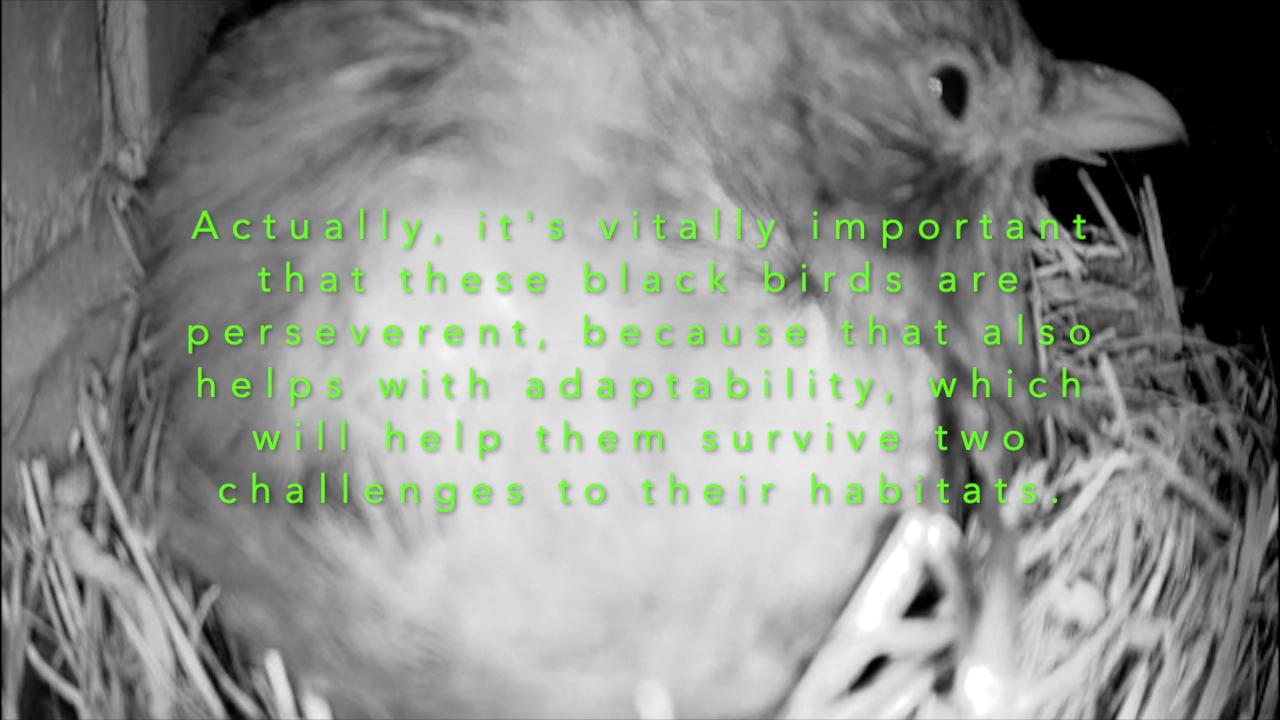 Actually, it's vitally important
that these black birds are
perseverent, because that also
helps with adaptability, which
will help them survive two
challenges to their habitats.